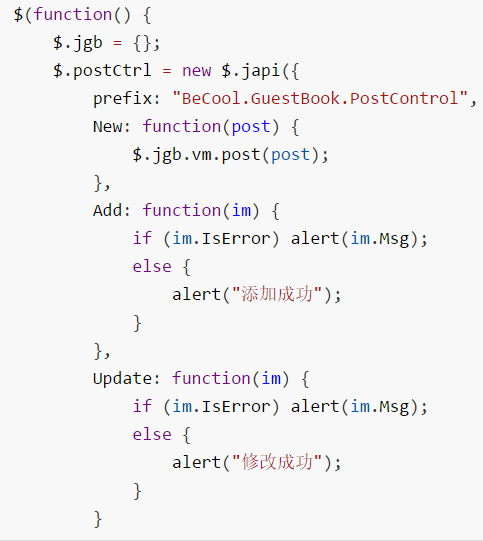 $(function() {
    $.jgb = {};
    $.postCtrl = new $.japi({
        prefix: "BeCool.GuestBook.PostControl",
        New: function(post) {
            $.jgb.vm.post(post);
        },
        Add: function(im) {
            if (im.IsError) alert(im.Msg);
            else {
                alert("添加成功");
            }
        },
        Update: function(im) {
            if (im.IsError) alert(im.Msg);
            else {
                alert("修改成功");
            }
        }